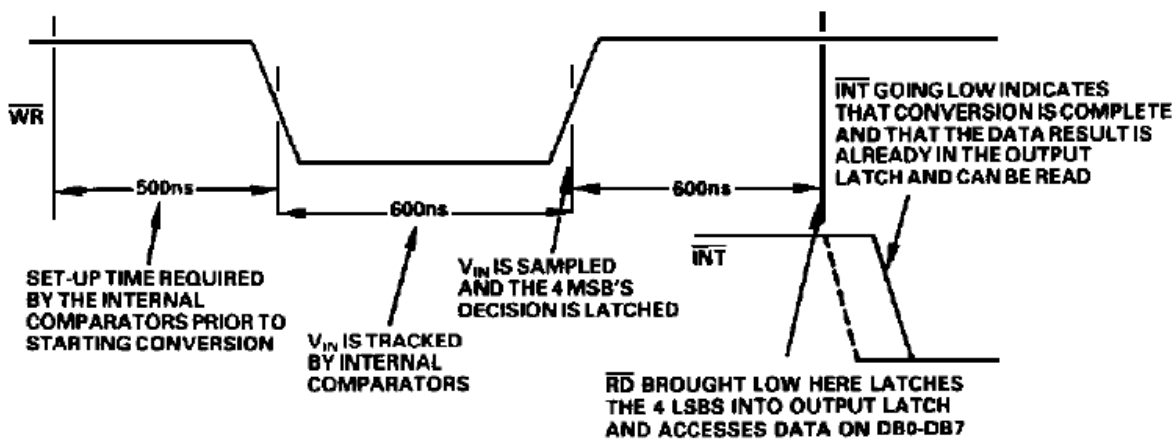 WR
500ns
600ns
600ns
INT GOING LOW INDICATES
THAT CONVERSION IS COMPLETE
AND THAT THE DATA RESULT IS
ALREADY IN THE OUTPUT
LATCH AND CAN BE READ
INT
SET-UP TIME REQUIRED
BY THE INTERNAL
COMPARATORS PRIOR TO
STARTING CONVERSION
VIN IS TRACKED
BY INTERNAL
COMPARATORS
VIN IS SAMPLED
AND THE 4 MSB'S
DECISION IS LATCHED
RD BROUGHT LOW HERE LATCHES
THE 4 LSBS INTO OUTPUT LATCH
AND ACCESSES DATA ON DB0-DB7